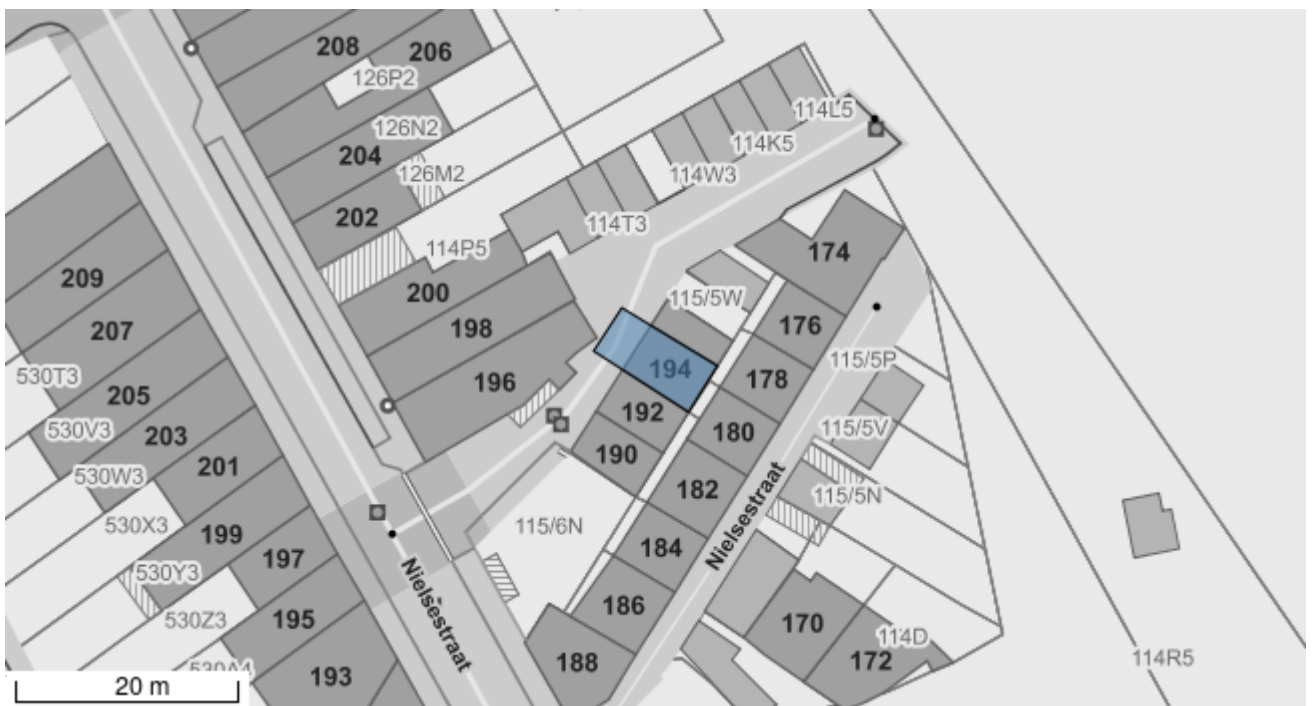 208
206
126P2
114L5
126N2
114K5
204
126M2
114W3
202
114T3
114P5
174
209
200
115/5W
198
176
207
115/5P
530T3
196
194
178
205
192
115/5V
530V3
203
180
201
190
530W3
182
115/5N
Nielsestraat
530X3
115/6N
199
184
197
530Y3
Nielsestraat
186
195
530Z3
170
114D
188
172
114R5
530A4
193
20 m